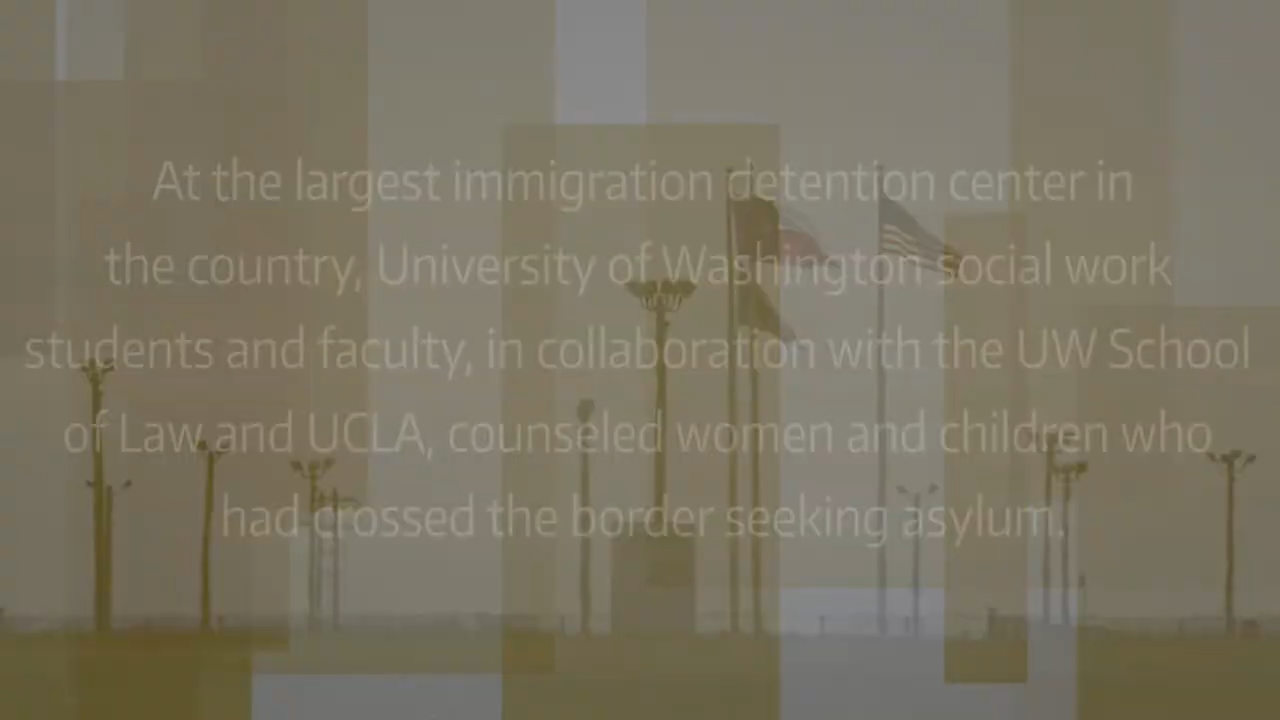 At the largest immigration detention center in
the country, University of Washington social work
students and faculty, in collaboration with the UW School
of Law and UCLA, counseled women and children who
had crossed the border seeking asylum.